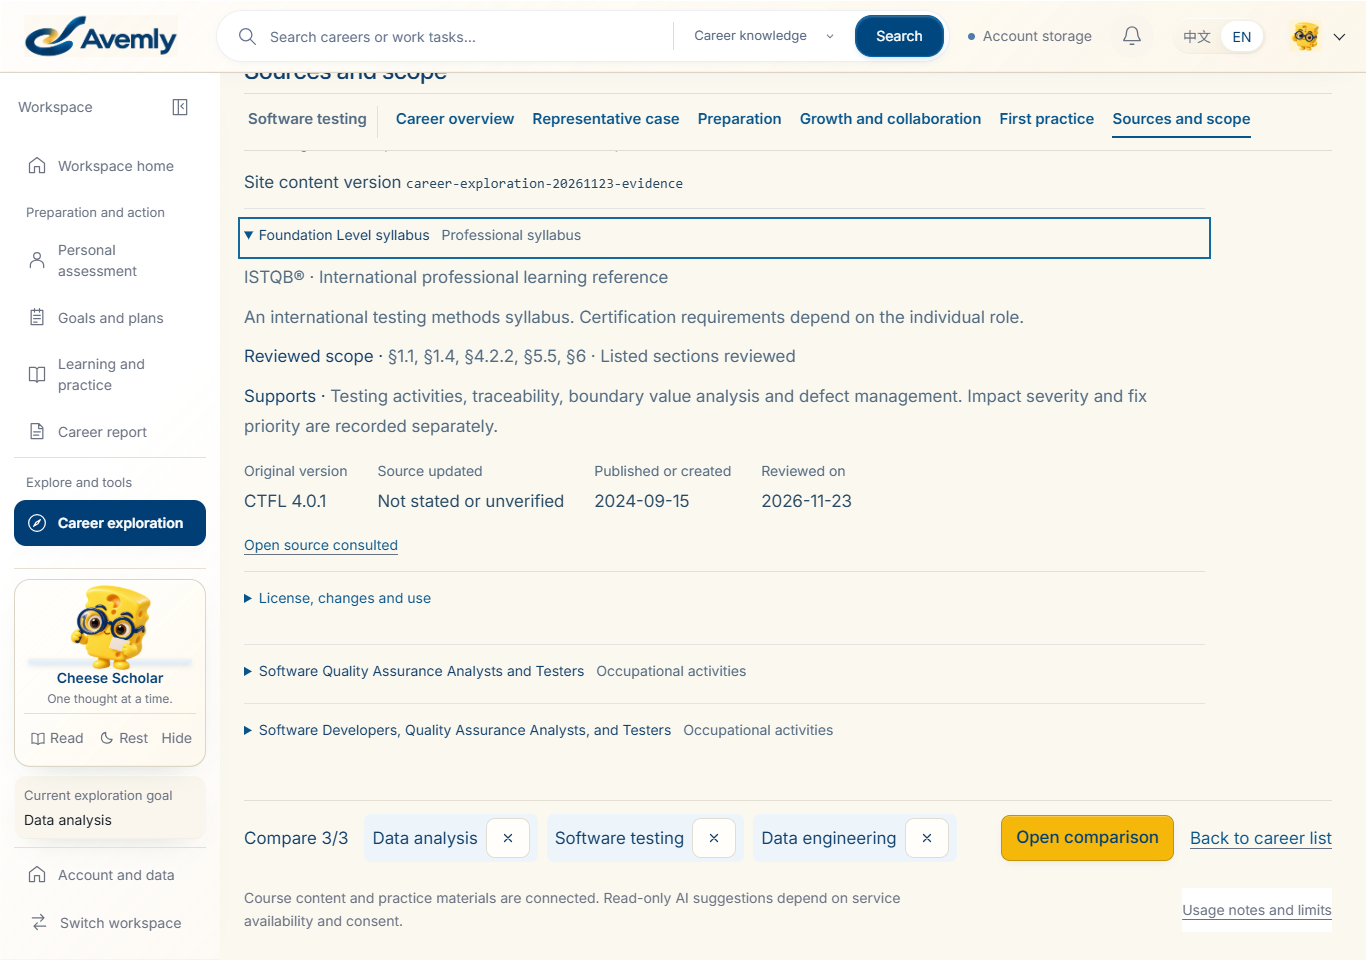 Avemly
Search careers or work tasks...
Career knowledge
Search
Account storage
中文
EN
Workspace
Workspace home
Preparation and action
Personal
assessment
Goals and plans
Learning and
practice
Career report
Explore and tools
Career exploration
Cheese Scholar
One thought at a time.
Read
Rest
Hide
Current exploration goal
Data analysis
Account and data
Switch workspace
Sources and scope
Software testing
Career overview
Representative case
Preparation
Growth and collaboration
First practice
Sources and scope
Site content version career-exploration-20261123-evidence
Foundation Level syllabus Professional syllabus
ISTQB® · International professional learning reference
An international testing methods syllabus. Certification requirements depend on the individual role.
Reviewed scope · §1.1, §1.4, §4.2.2, §5.5, §6 · Listed sections reviewed
Supports · Testing activities, traceability, boundary value analysis and defect management. Impact severity and fix
priority are recorded separately.
Original version
CTFL 4.0.1
Source updated
Not stated or unverified
Published or created
2024-09-15
Reviewed on
2026-11-23
Open source consulted
License, changes and use
Software Quality Assurance Analysts and Testers Occupational activities
Software Developers, Quality Assurance Analysts, and Testers Occupational activities
Compare 3/3
Data analysis ×
Software testing ×
Data engineering ×
Open comparison
Back to career list
Course content and practice materials are connected. Read-only AI suggestions depend on service
availability and consent.
Usage notes and limits